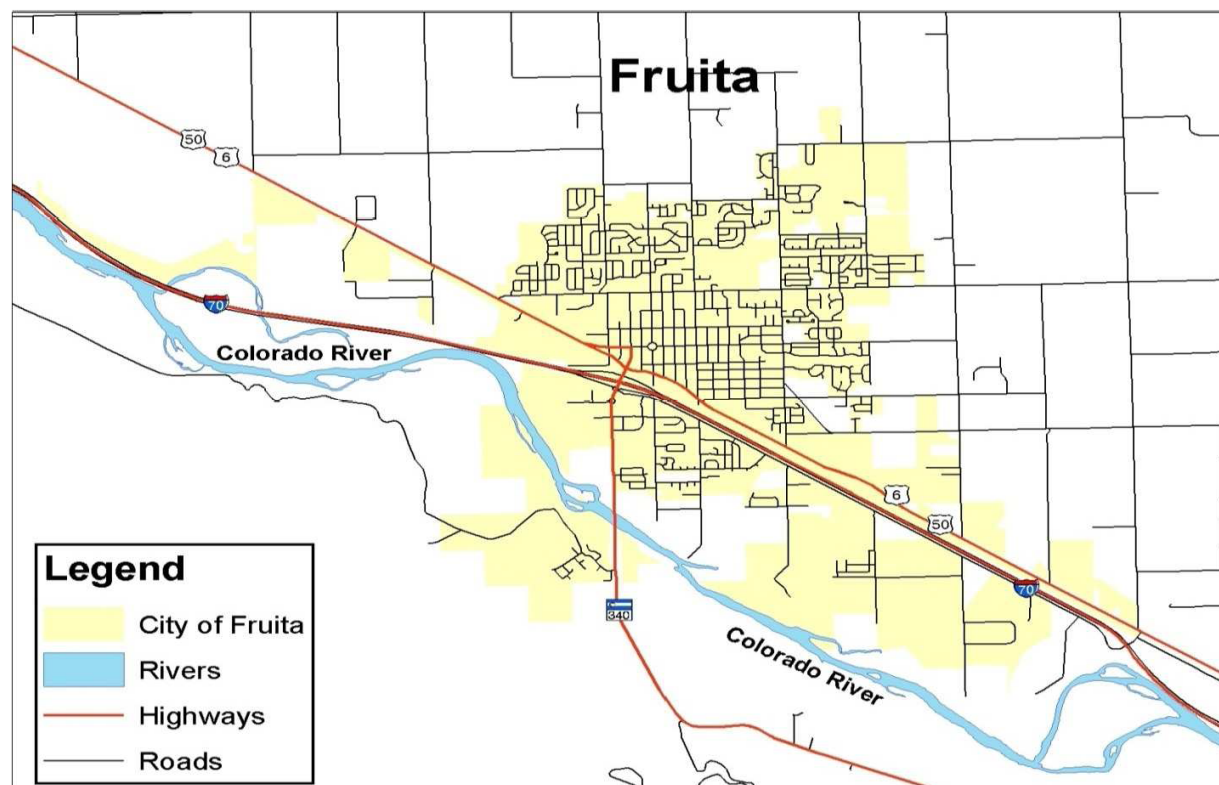 Fruita
50
6
70
Colorado River
6
50
70
340
Colorado River
Legend
City of Fruita
Rivers
Highways
Roads